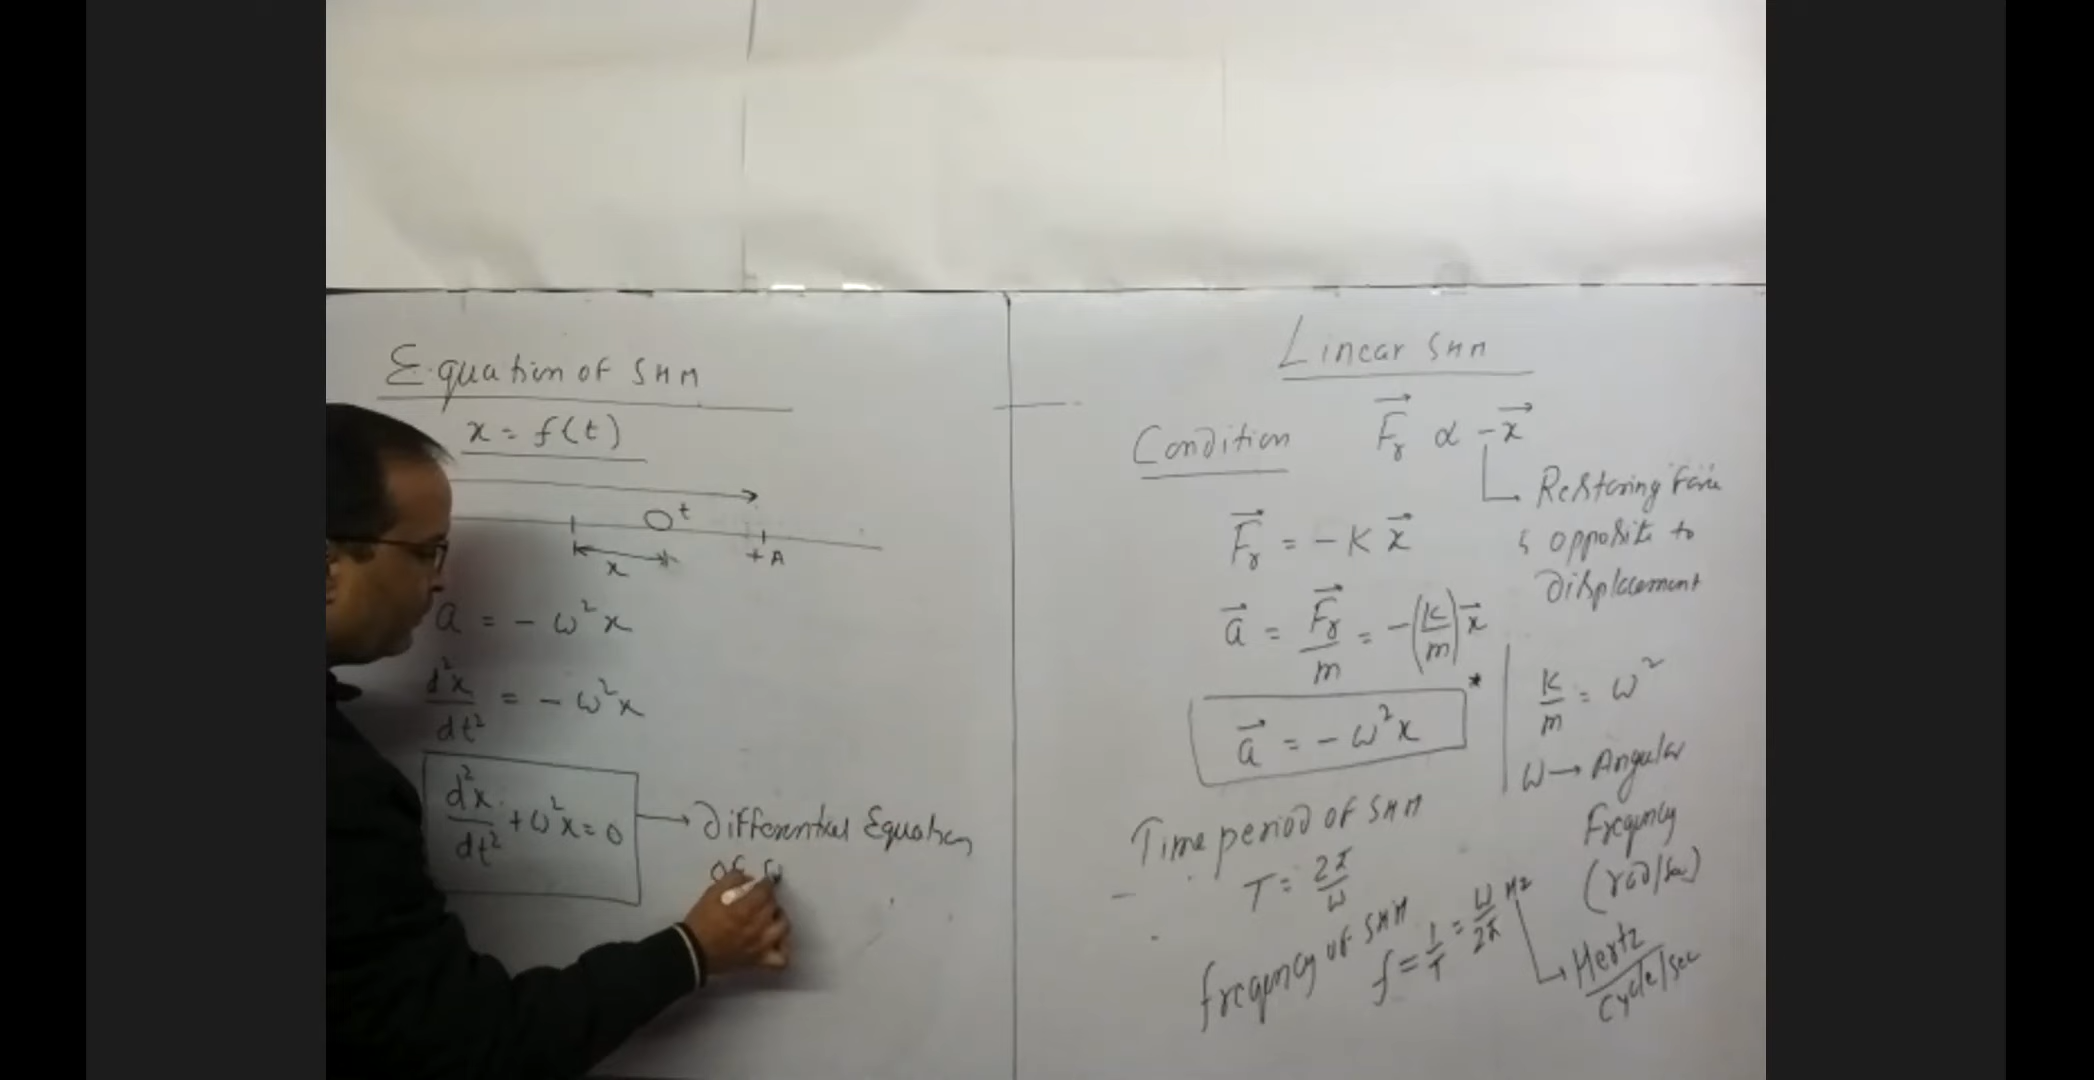 Equation of SHM
x = f(t)
t
x
+A
a = - ω²x
d²x/dt² = - ω²x
d²x/dt² + ω²x = 0 → Differential Equation
of
Linear SHM
Condition F⃗r ∝ -x⃗
Restoring Force
is opposite to
Displacement
F⃗r = - K x⃗
a⃗ = F⃗r/m = -(K/m) x⃗
*
a⃗ = - ω²x
K/m = ω²
ω → Angular
Frequency
(rad/sec)
Time period of SHM
T = 2π/ω
frequency of SHM
f = 1/T = ω/2π Hz
Hertz
Cycle/sec